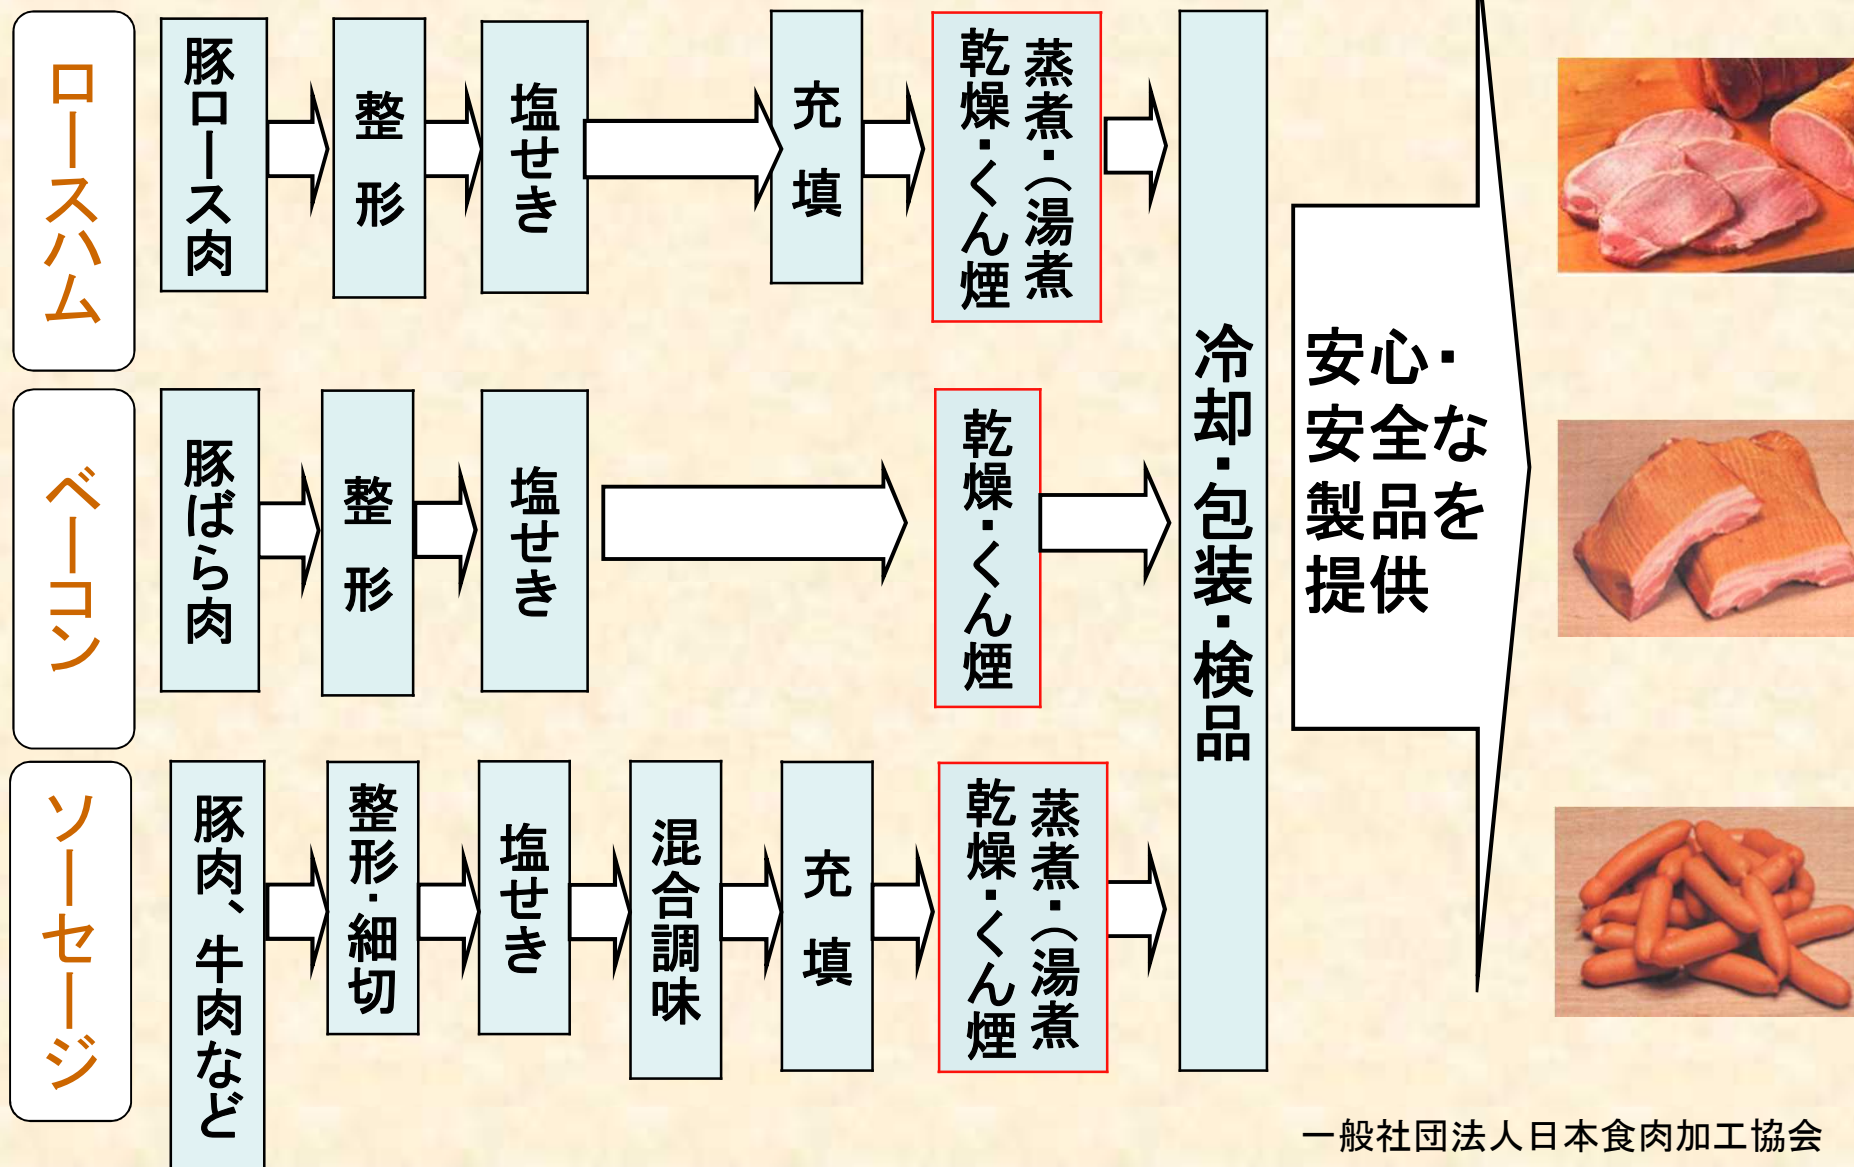 ロースハム
豚ロース肉
整形
塩せき
充填
蒸煮・（湯煮
乾燥・くん煙
ベーコン
豚ばら肉
整形
塩せき
乾燥・くん煙
ソーセージ
豚肉、牛肉など
整形・細切
塩せき
混合調味
充填
蒸煮・（湯煮
乾燥・くん煙
冷却・包装・検品
安心・
安全な
製品を
提供
一般社団法人日本食肉加工協会